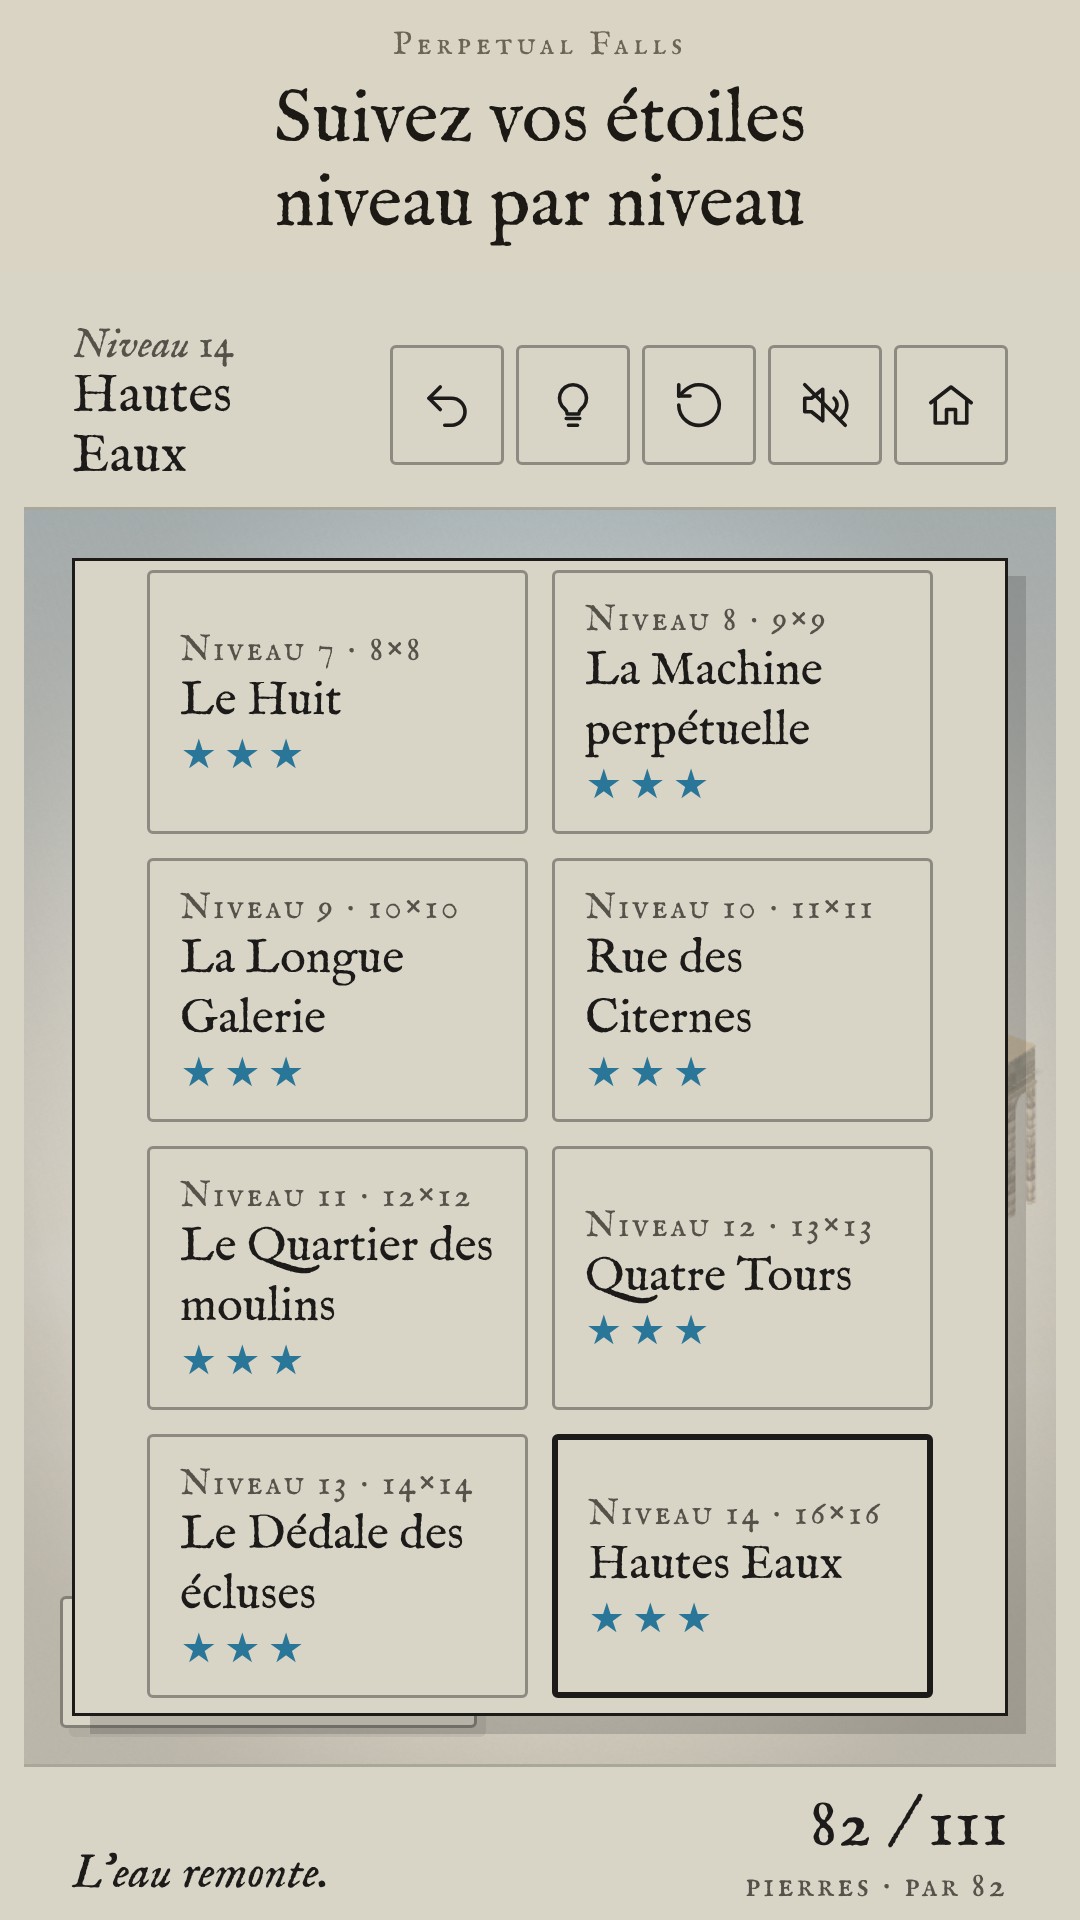 Perpetual Falls
Suivez vos étoiles
niveau par niveau
Niveau 14
Hautes
Eaux
Niveau 7 · 8×8
Le Huit
★ ★ ★
Niveau 8 · 9×9
La Machine
perpétuelle
★ ★ ★
Niveau 9 · 10×10
La Longue
Galerie
★ ★ ★
Niveau 10 · 11×11
Rue des
Citernes
★ ★ ★
Niveau 11 · 12×12
Le Quartier des
moulins
★ ★ ★
Niveau 12 · 13×13
Quatre Tours
★ ★ ★
Niveau 13 · 14×14
Le Dédale des
écluses
★ ★ ★
Niveau 14 · 16×16
Hautes Eaux
★ ★ ★
L’eau remonte.
82 / 111
PIERRES · PAR 82